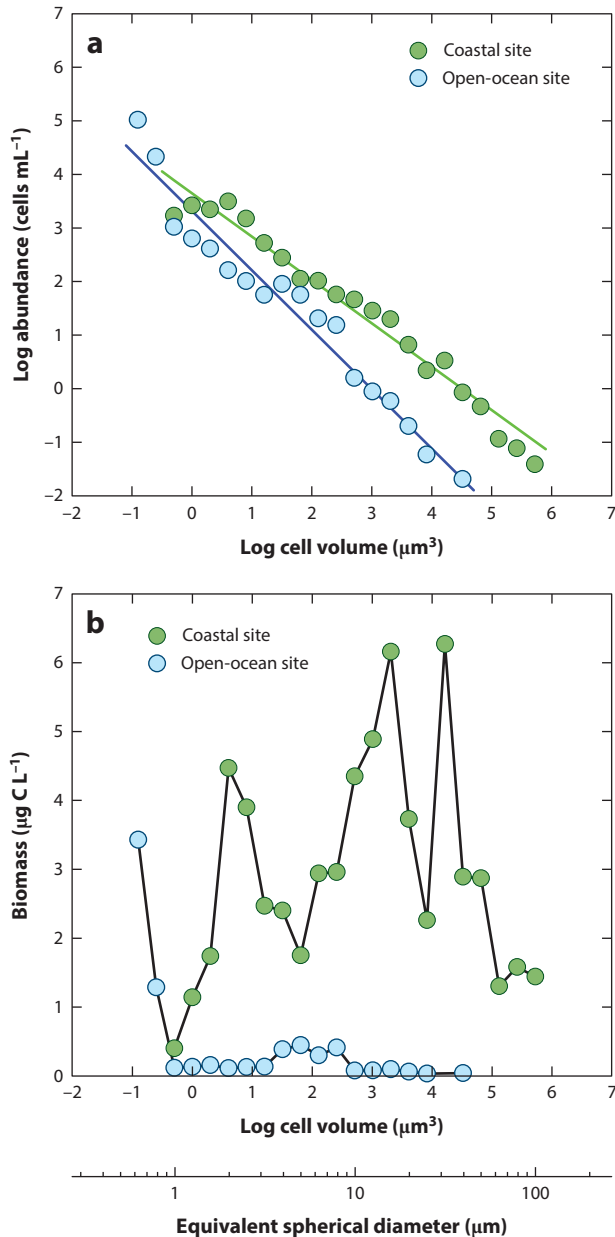 a
Coastal site
Open-ocean site
Log abundance (cells mL⁻¹)
7
6
5
4
3
2
1
0
−1
−2
−2 −1 0 1 2 3 4 5 6 7
Log cell volume (μm³)
b
Coastal site
Open-ocean site
Biomass (μg C L⁻¹)
7
6
5
4
3
2
1
0
−2 −1 0 1 2 3 4 5 6 7
Log cell volume (μm³)
1 10 100
Equivalent spherical diameter (μm)